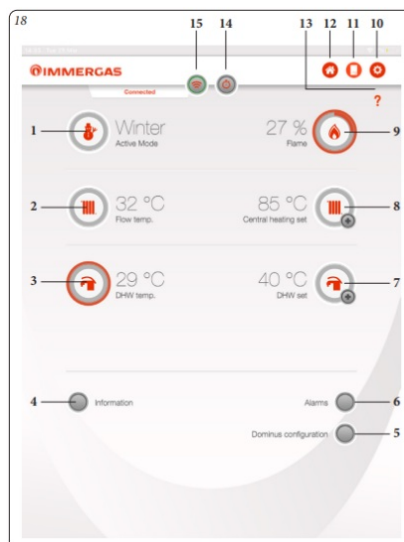 18
15 14 13 12 11 10
IMMERGAS
Connected
?
1 Winter 27 % 9
Active Mode Flame
2 32 °C 85 °C 8
Flow temp. Central heating set
3 29 °C 40 °C 7
DHW temp. DHW set
4 Information Alarms 6
Dominus configuration 5